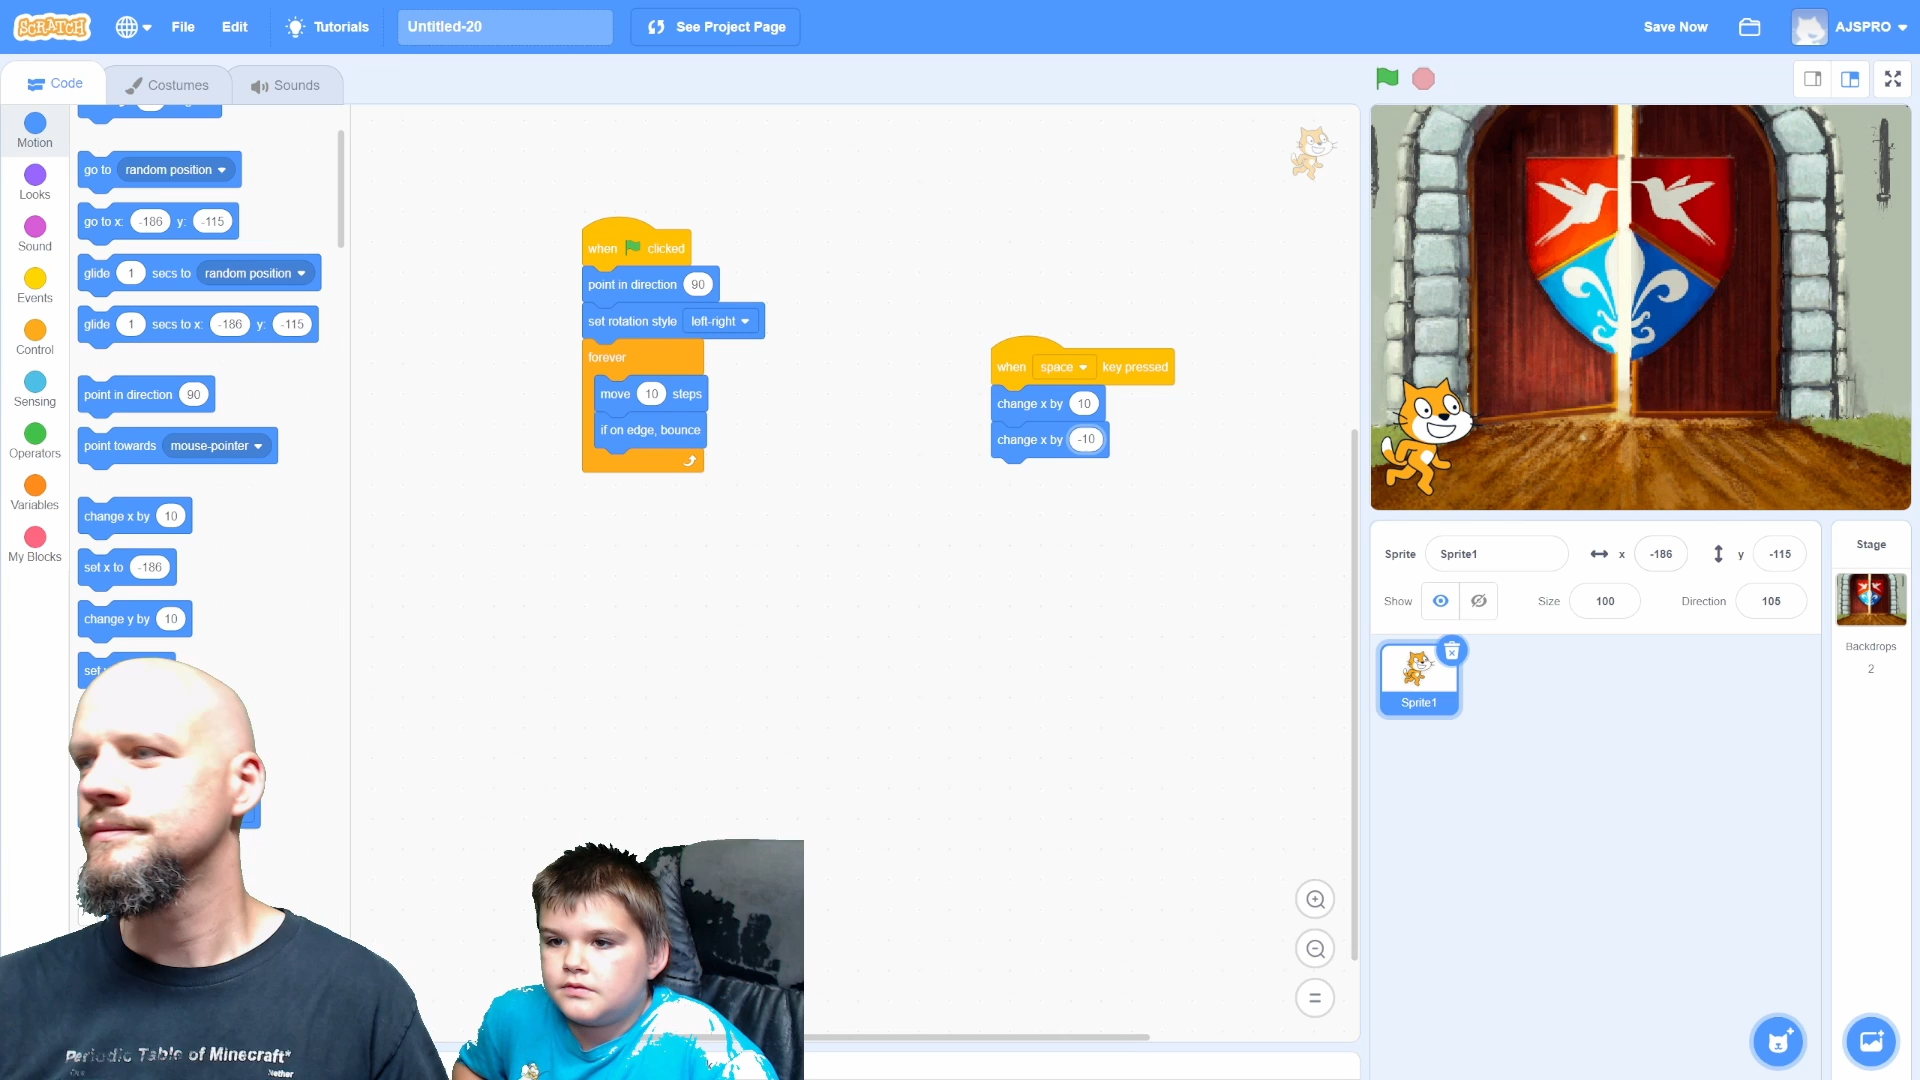 SCRATCH
File
Edit
Tutorials
Untitled-20
See Project Page
Save Now
AJSPRO
Code
Costumes
Sounds
Motion
Looks
Sound
Events
Control
Sensing
Operators
Variables
My Blocks
go to random position
go to x: -186 y: -115
glide 1 secs to random position
glide 1 secs to x: -186 y: -115
point in direction 90
point towards mouse-pointer
change x by 10
set x to -186
change y by 10
set
when clicked
point in direction 90
set rotation style left-right
forever
move 10 steps
if on edge, bounce
when space key pressed
change x by 10
change x by -10
Sprite Sprite1 x -186 y -115
Show Size 100 Direction 105
Sprite1
Stage
Backdrops
2
Periodic Table of Minecraft*
Nether